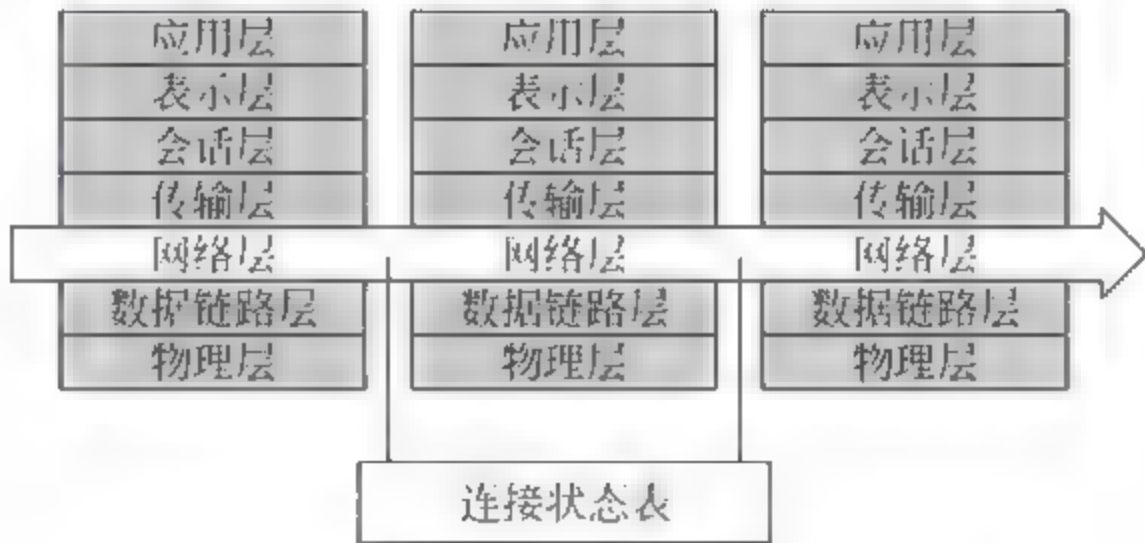 应用层 应用层 应用层
表示层 表示层 表示层
会话层 会话层 会话层
传输层 传输层 传输层
网络层 网络层 网络层
数据链路层 数据链路层 数据链路层
物理层 物理层 物理层
连接状态表